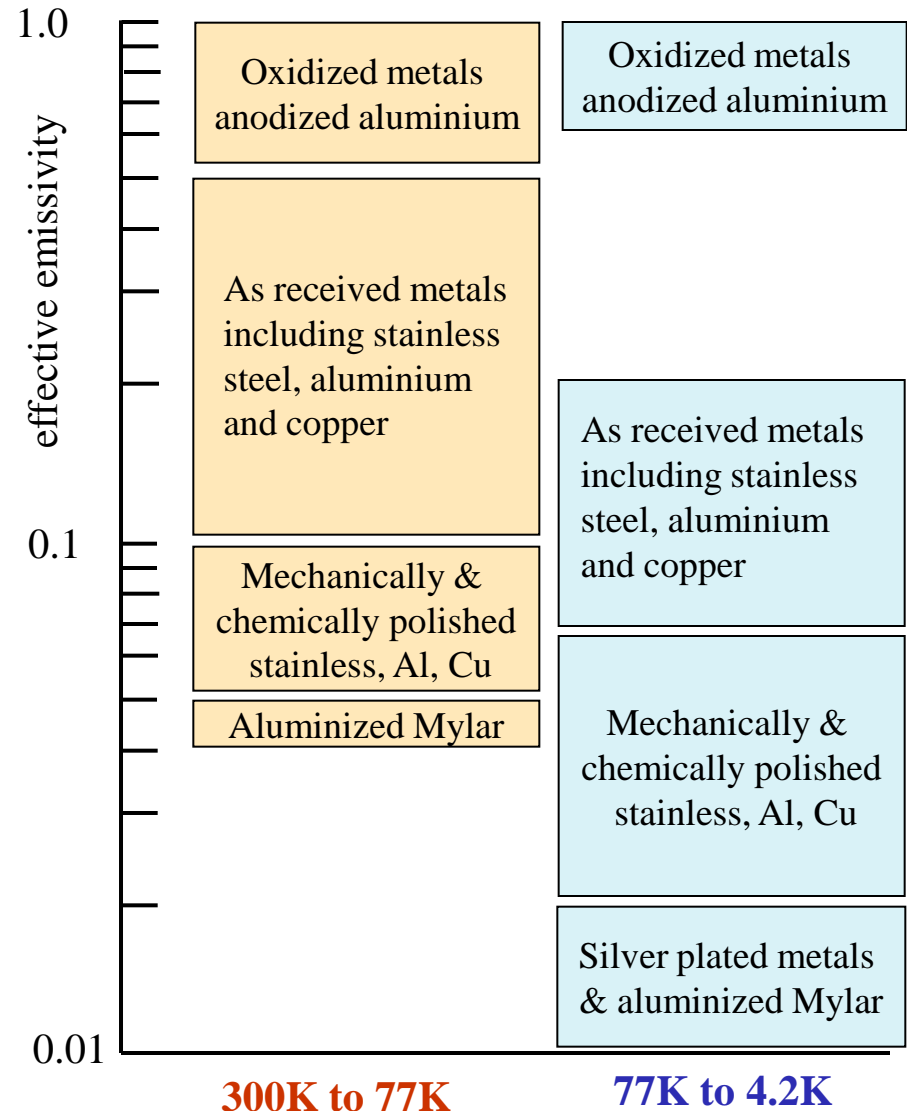 1.0
effective emissivity
0.1
0.01
Oxidized metals
anodized aluminium
As received metals
including stainless
steel, aluminium
and copper
Mechanically &
chemically polished
stainless, Al, Cu
Aluminized Mylar
300K to 77K
Oxidized metals
anodized aluminium
As received metals
including stainless
steel, aluminium
and copper
Mechanically &
chemically polished
stainless, Al, Cu
Silver plated metals
& aluminized Mylar
77K to 4.2K